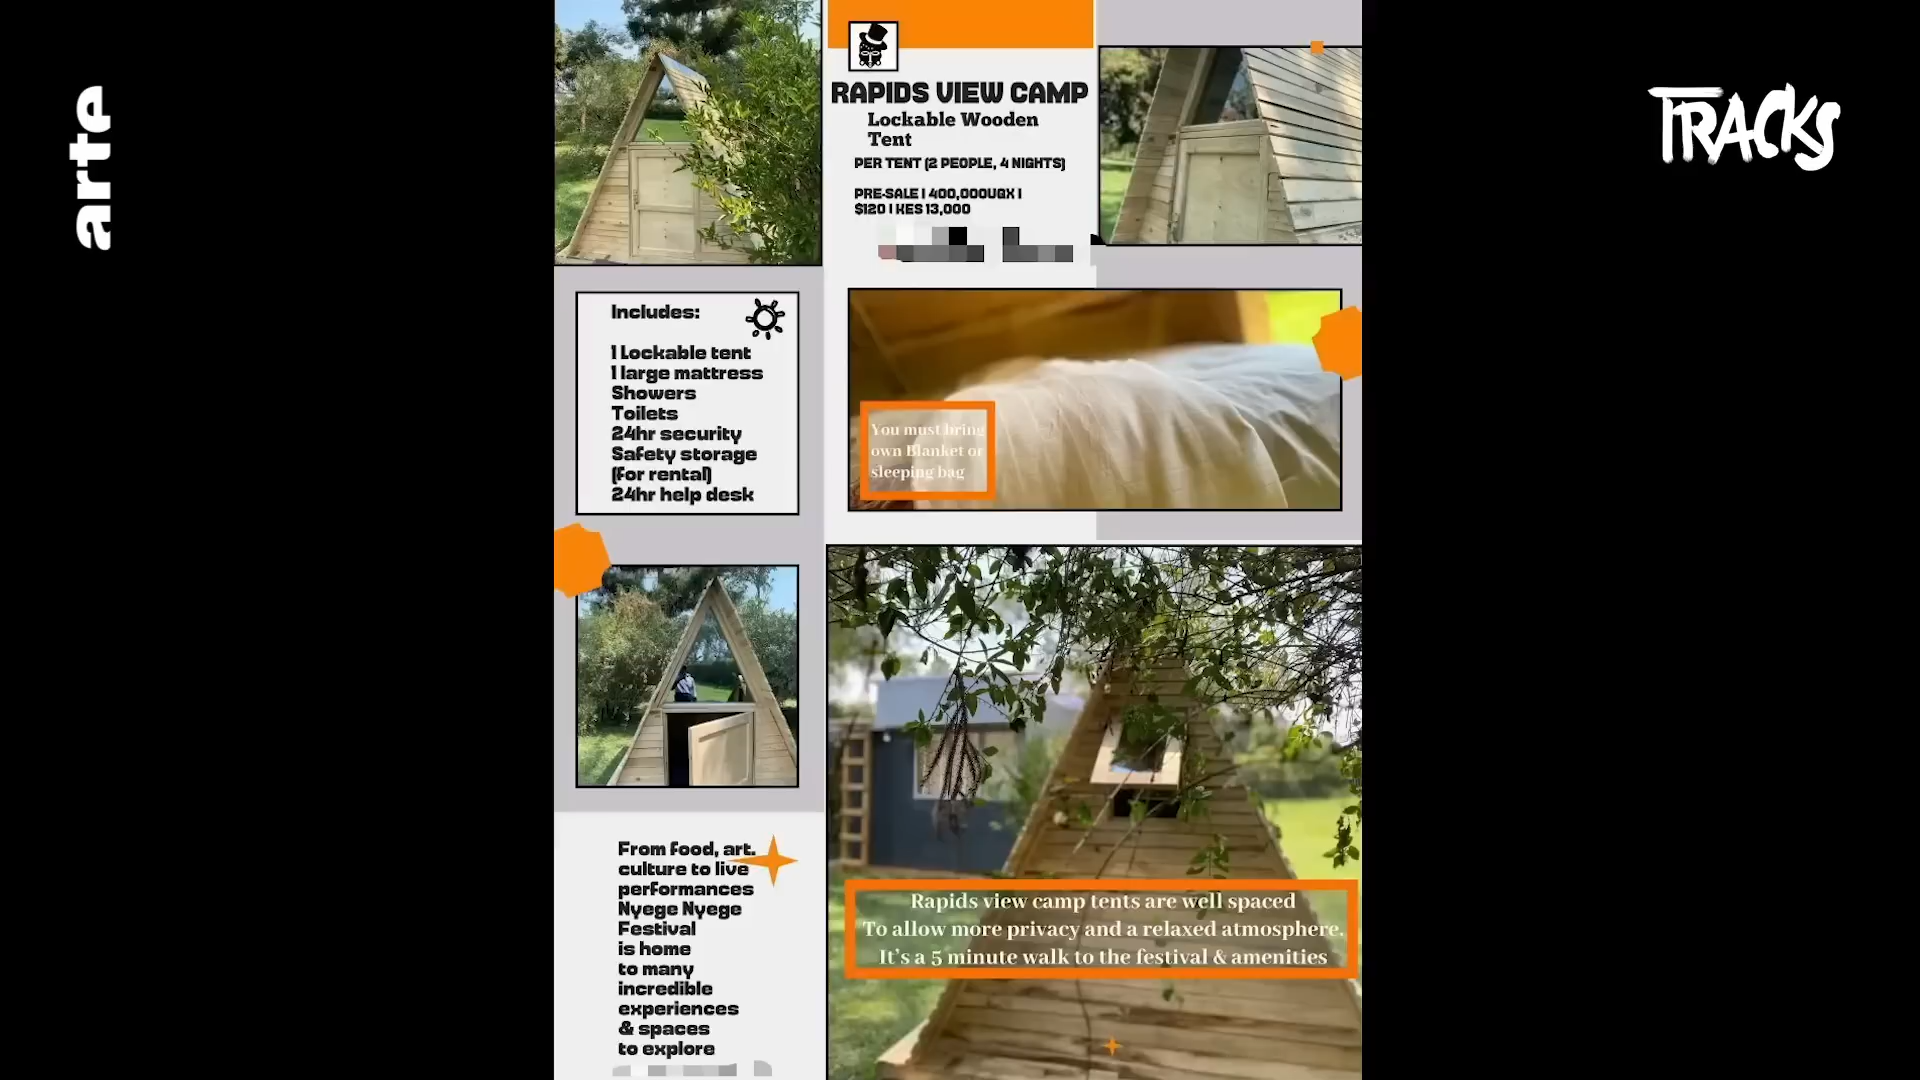 arte
TRACKS
RAPIDS VIEW CAMP
Lockable Wooden
Tent
PER TENT (2 PEOPLE, 4 NIGHTS)
PRE-SALE | 400,000UGX |
$120 | KES 13,000
Includes:
1 Lockable tent
1 large mattress
Showers
Toilets
24hr security
Safety storage
(for rental)
24hr help desk
You must bring
own Blanket or
sleeping bag
From food, art.
culture to live
performances
Nyege Nyege
Festival
is home
to many
incredible
experiences
& spaces
to explore
Rapids view camp tents are well spaced
To allow more privacy and a relaxed atmosphere.
It's a 5 minute walk to the festival & amenities